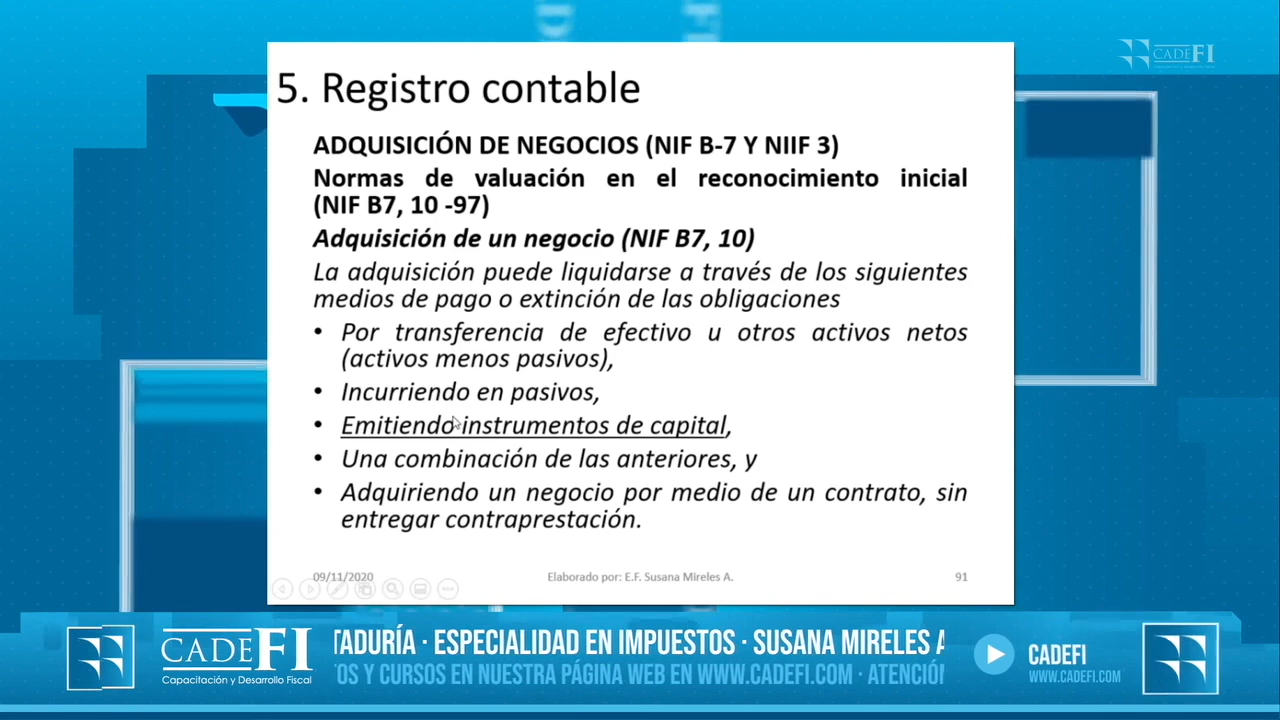 CADEFI
5. Registro contable
ADQUISICIÓN DE NEGOCIOS (NIF B-7 Y NIIF 3)
Normas de valuación en el reconocimiento inicial
(NIF B7, 10 -97)
Adquisición de un negocio (NIF B7, 10)
La adquisición puede liquidarse a través de los siguientes
medios de pago o extinción de las obligaciones
• Por transferencia de efectivo u otros activos netos
(activos menos pasivos),
• Incurriendo en pasivos,
• Emitiendo instrumentos de capital,
• Una combinación de las anteriores, y
• Adquiriendo un negocio por medio de un contrato, sin
entregar contraprestación.
09/11/2020
Elaborado por: E.F. Susana Mireles A.
91
CADEFI
Capacitación y Desarrollo Fiscal
TADURÍA · ESPECIALIDAD EN IMPUESTOS · SUSANA MIRELES A
OS Y CURSOS EN NUESTRA PÁGINA WEB EN WWW.CADEFI.COM · ATENCIÓN
CADEFI
WWW.CADEFI.COM